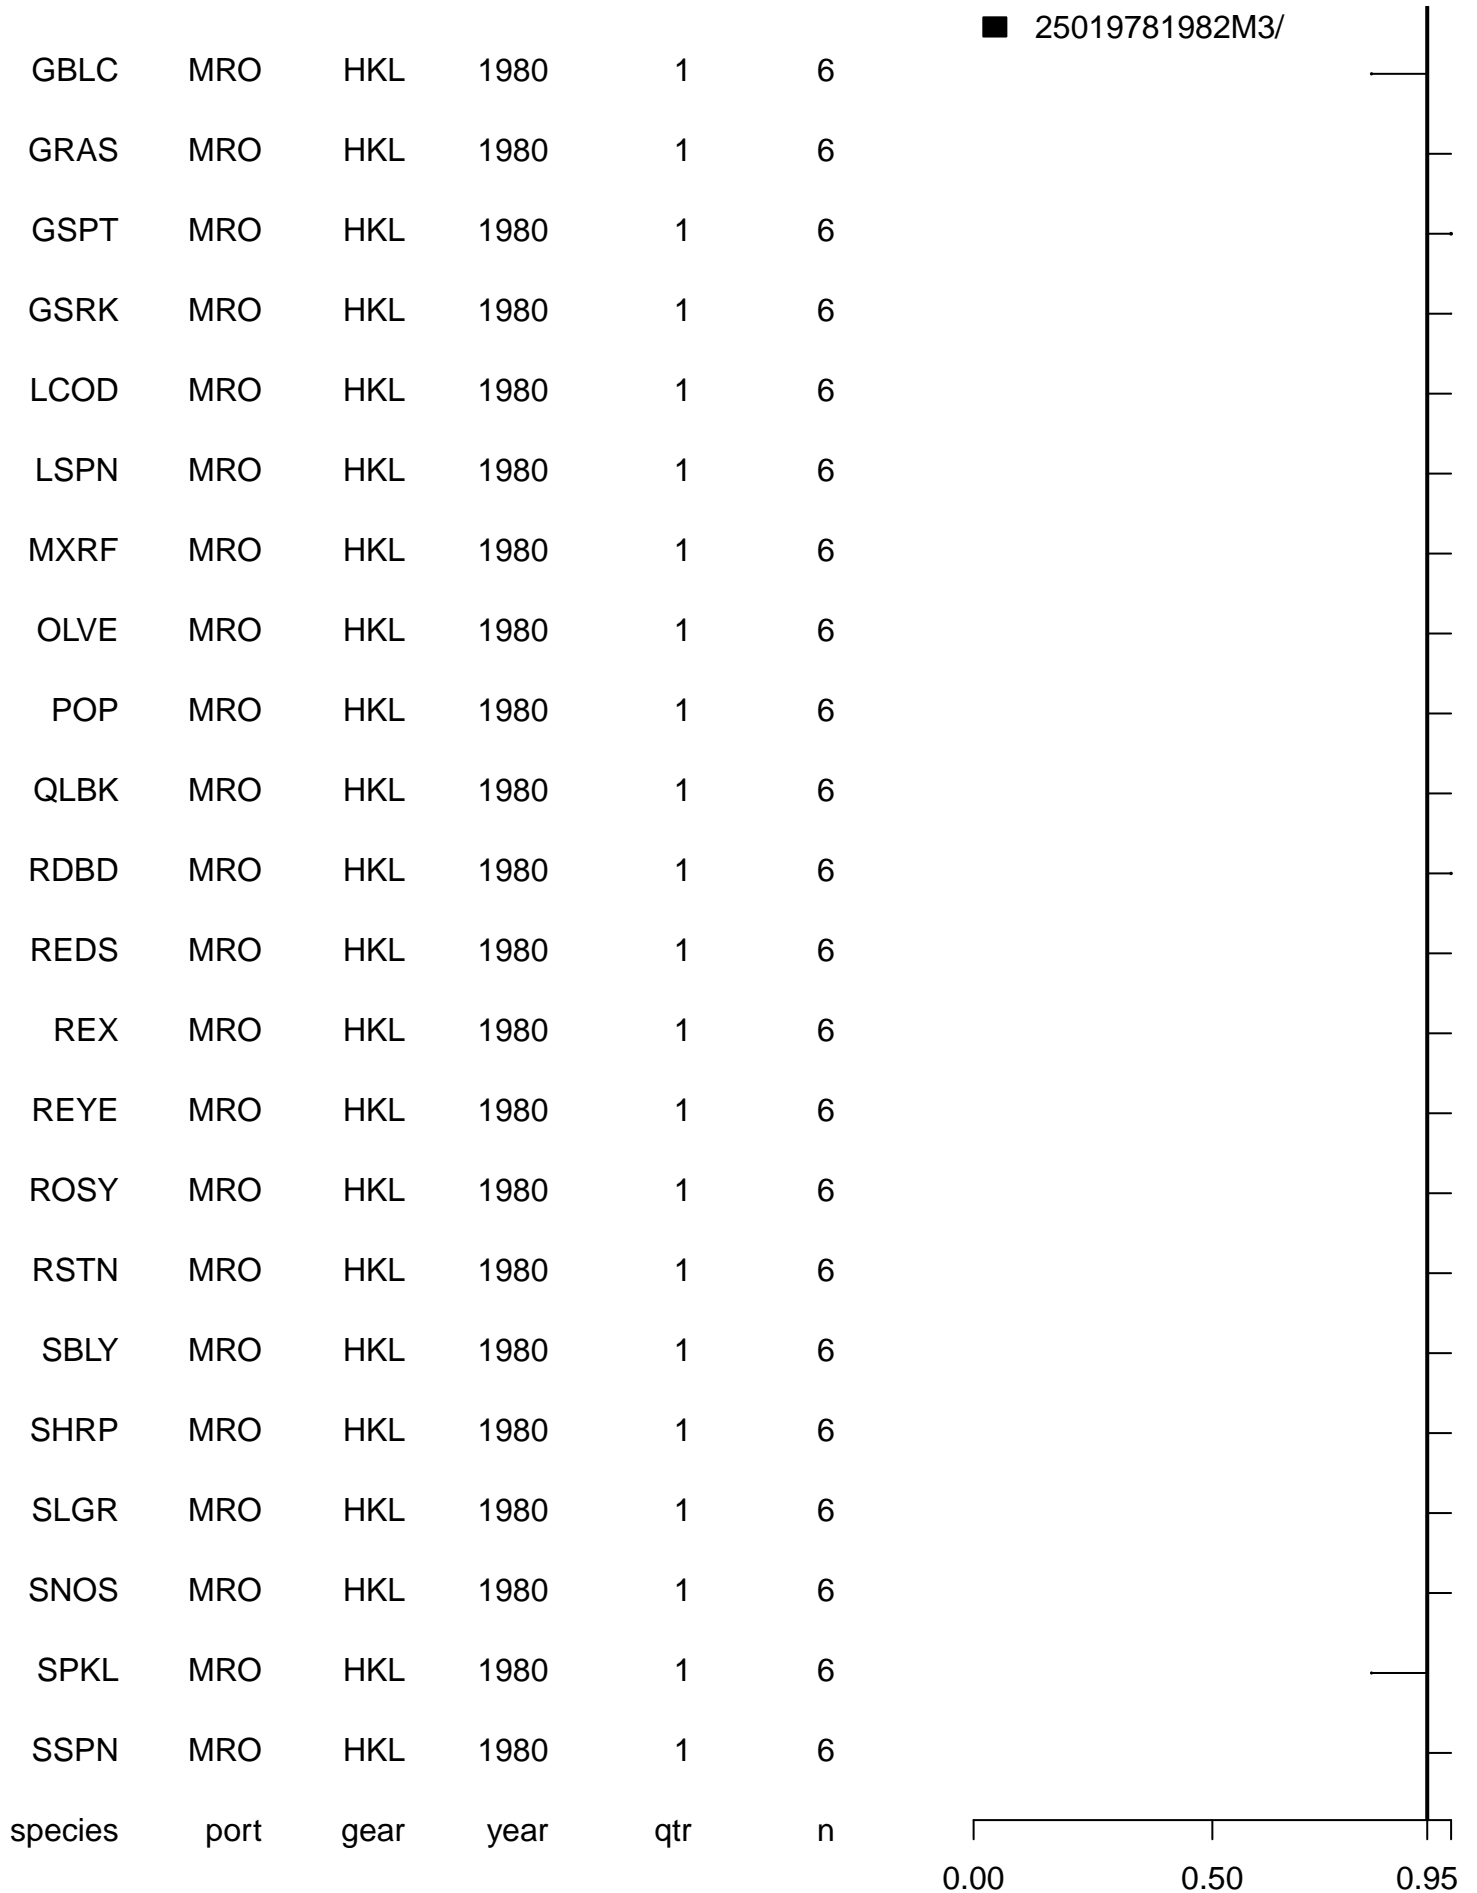 25019781982M3/
GBLC MRO HKL 1980 1 6
GRAS MRO HKL 1980 1 6
GSPT MRO HKL 1980 1 6
GSRK MRO HKL 1980 1 6
LCOD MRO HKL 1980 1 6
LSPN MRO HKL 1980 1 6
MXRF MRO HKL 1980 1 6
OLVE MRO HKL 1980 1 6
POP MRO HKL 1980 1 6
QLBK MRO HKL 1980 1 6
RDBD MRO HKL 1980 1 6
REDS MRO HKL 1980 1 6
REX MRO HKL 1980 1 6
REYE MRO HKL 1980 1 6
ROSY MRO HKL 1980 1 6
RSTN MRO HKL 1980 1 6
SBLY MRO HKL 1980 1 6
SHRP MRO HKL 1980 1 6
SLGR MRO HKL 1980 1 6
SNOS MRO HKL 1980 1 6
SPKL MRO HKL 1980 1 6
SSPN MRO HKL 1980 1 6
species port gear year qtr n
0.00 0.50 0.95